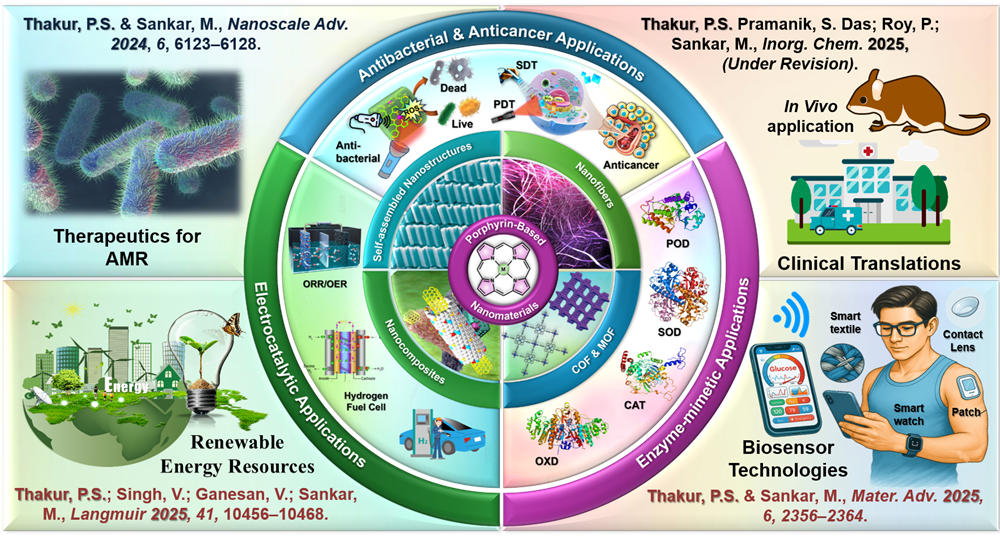 Thakur, P.S. & Sankar, M., Nanoscale Adv.
2024, 6, 6123–6128.
Therapeutics for
AMR
Thakur, P.S. Pramanik, S. Das; Roy, P.;
Sankar, M., Inorg. Chem. 2025,
(Under Revision).
In Vivo
application
Clinical Translations
Antibacterial & Anticancer Applications
Dead
ROS
Live
Anti-
bacterial
SDT
PDT
Anticancer
Self-assembled Nanostructures
Nanofibers
Porphyrin-Based
M
Nanomaterials
Nanocomposites
COF & MOF
Electrocatalytic Applications
ORR/OER
Hydrogen
Fuel Cell
H2
Enzyme-mimetic Applications
POD
SOD
CAT
OXD
Energy
Renewable
Energy Resources
Thakur, P.S.; Singh, V.; Ganesan, V.; Sankar,
M., Langmuir 2025, 41, 10456–10468.
Smart
textile
Contact
Lens
Glucose
Smart
watch
Patch
Biosensor
Technologies
Thakur, P.S. & Sankar, M., Mater. Adv. 2025,
6, 2356–2364.